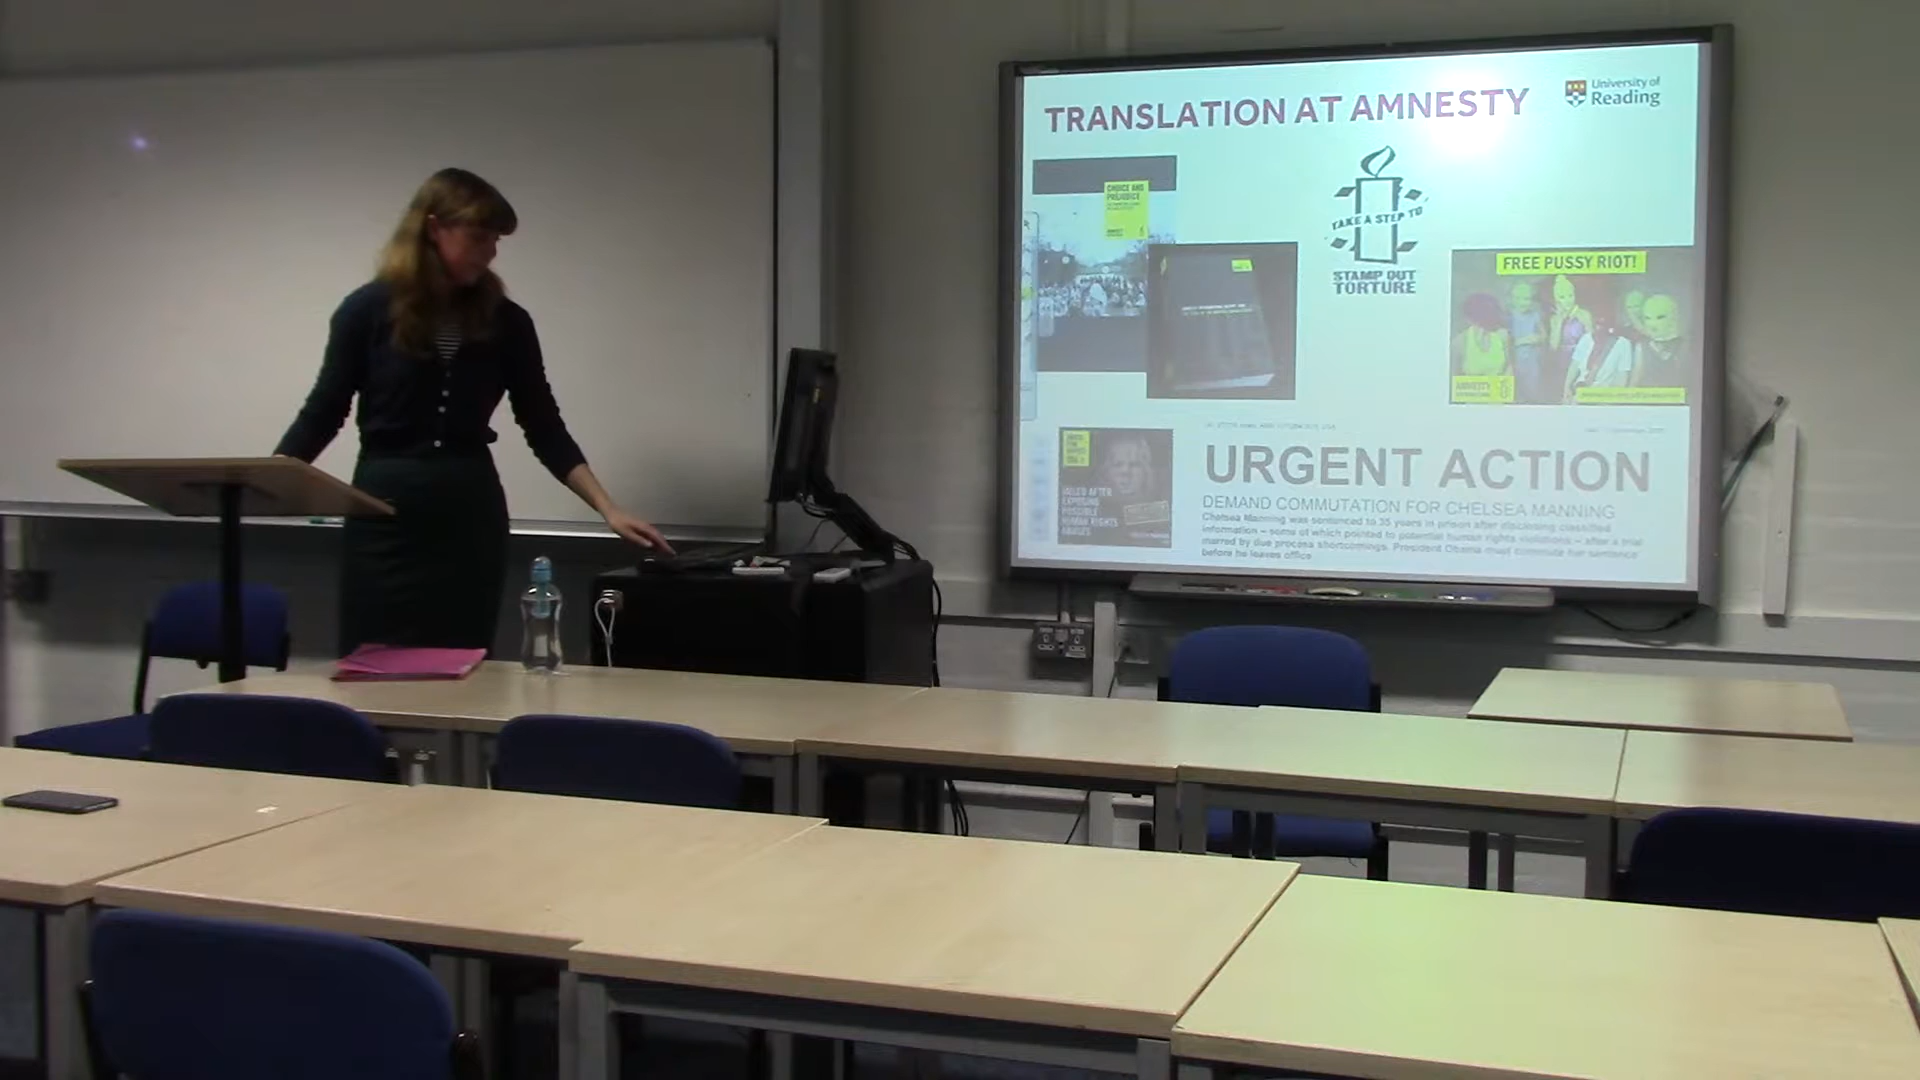 TRANSLATION AT AMNESTY
University of
Reading
CHOICE AND
PREJUDICE
TAKE A STEP TO
STAMP OUT
TORTURE
FREE PUSSY RIOT!
AMNESTY
JAILED AFTER
EXPOSING
POSSIBLE
HUMAN RIGHTS
ABUSES
URGENT ACTION
DEMAND COMMUTATION FOR CHELSEA MANNING
Chelsea Manning was sentenced to 35 years in prison after disclosing classified
information – some of which pointed to potential human rights violations – after a trial
marred by due process shortcomings. President Obama must commute her sentence
before he leaves office